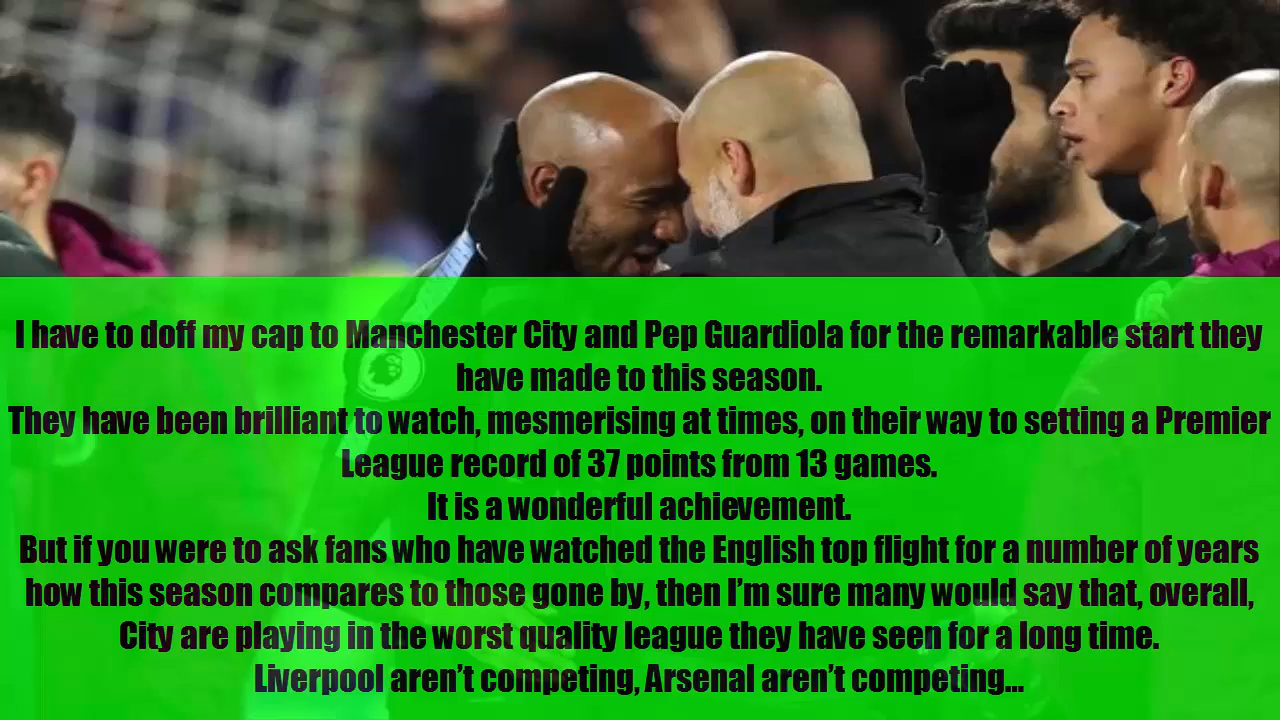 I have to doff my cap to Manchester City and Pep Guardiola for the remarkable start they
have made to this season.
They have been brilliant to watch, mesmerising at times, on their way to setting a Premier
League record of 37 points from 13 games.
It is a wonderful achievement.
But if you were to ask fans who have watched the English top flight for a number of years
how this season compares to those gone by, then I’m sure many would say that, overall,
City are playing in the worst quality league they have seen for a long time.
Liverpool aren’t competing, Arsenal aren’t competing...